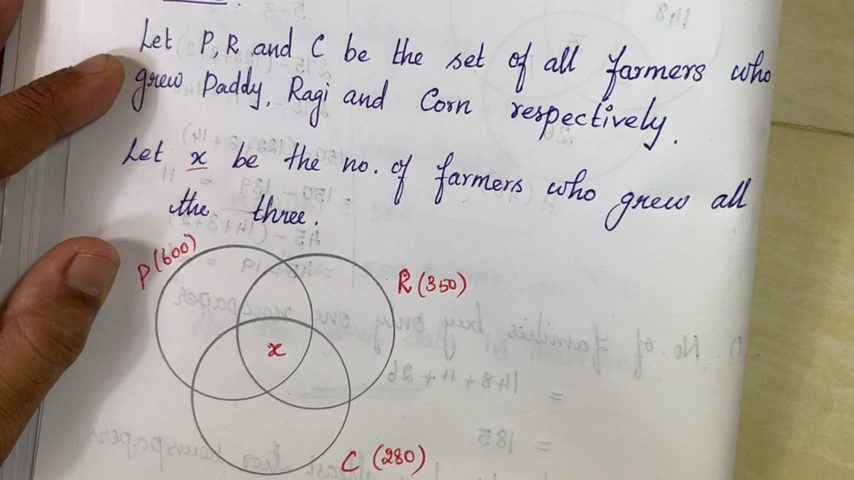 Let P, R and C be the set of all farmers who
grew Paddy, Ragi and Corn respectively.
Let x be the no. of farmers who grew all
the three.
P (600)
R (350)
x
C (280)